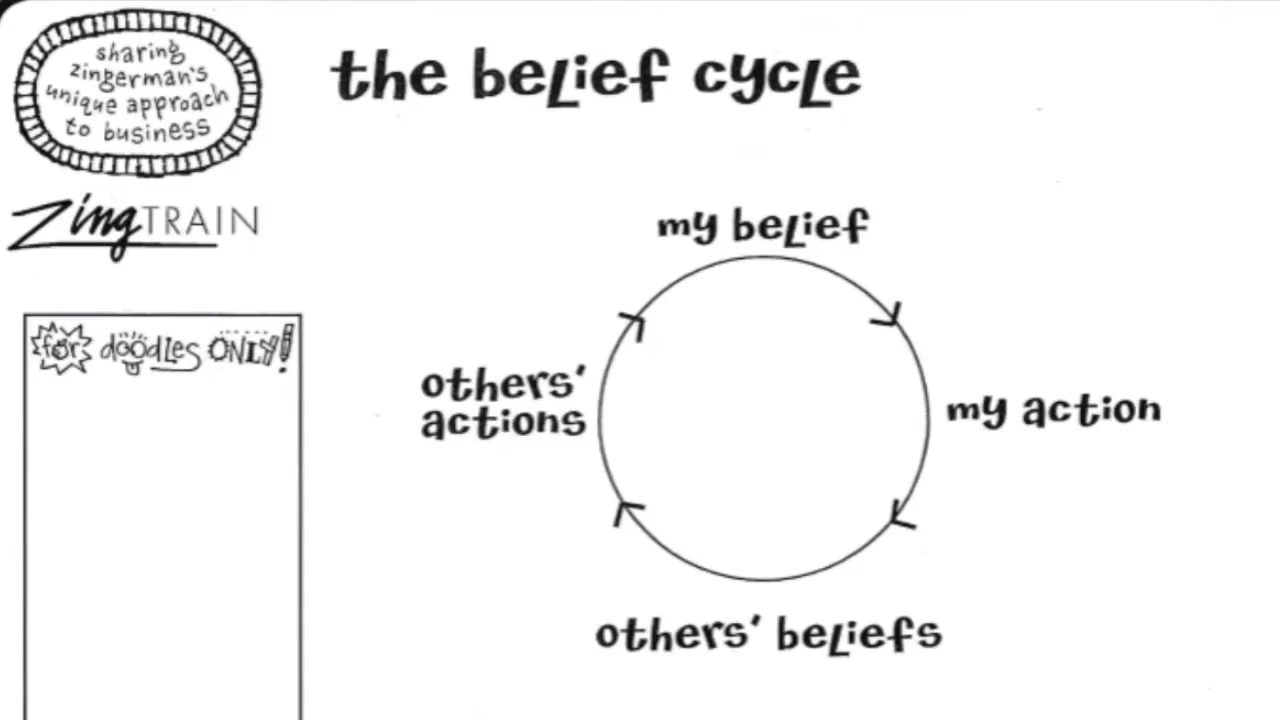 sharing
zingerman's
unique approach
to business
ZingTRAIN
the belief cycle
for doodles ONLY!
my belief
my action
others' beliefs
others'
actions